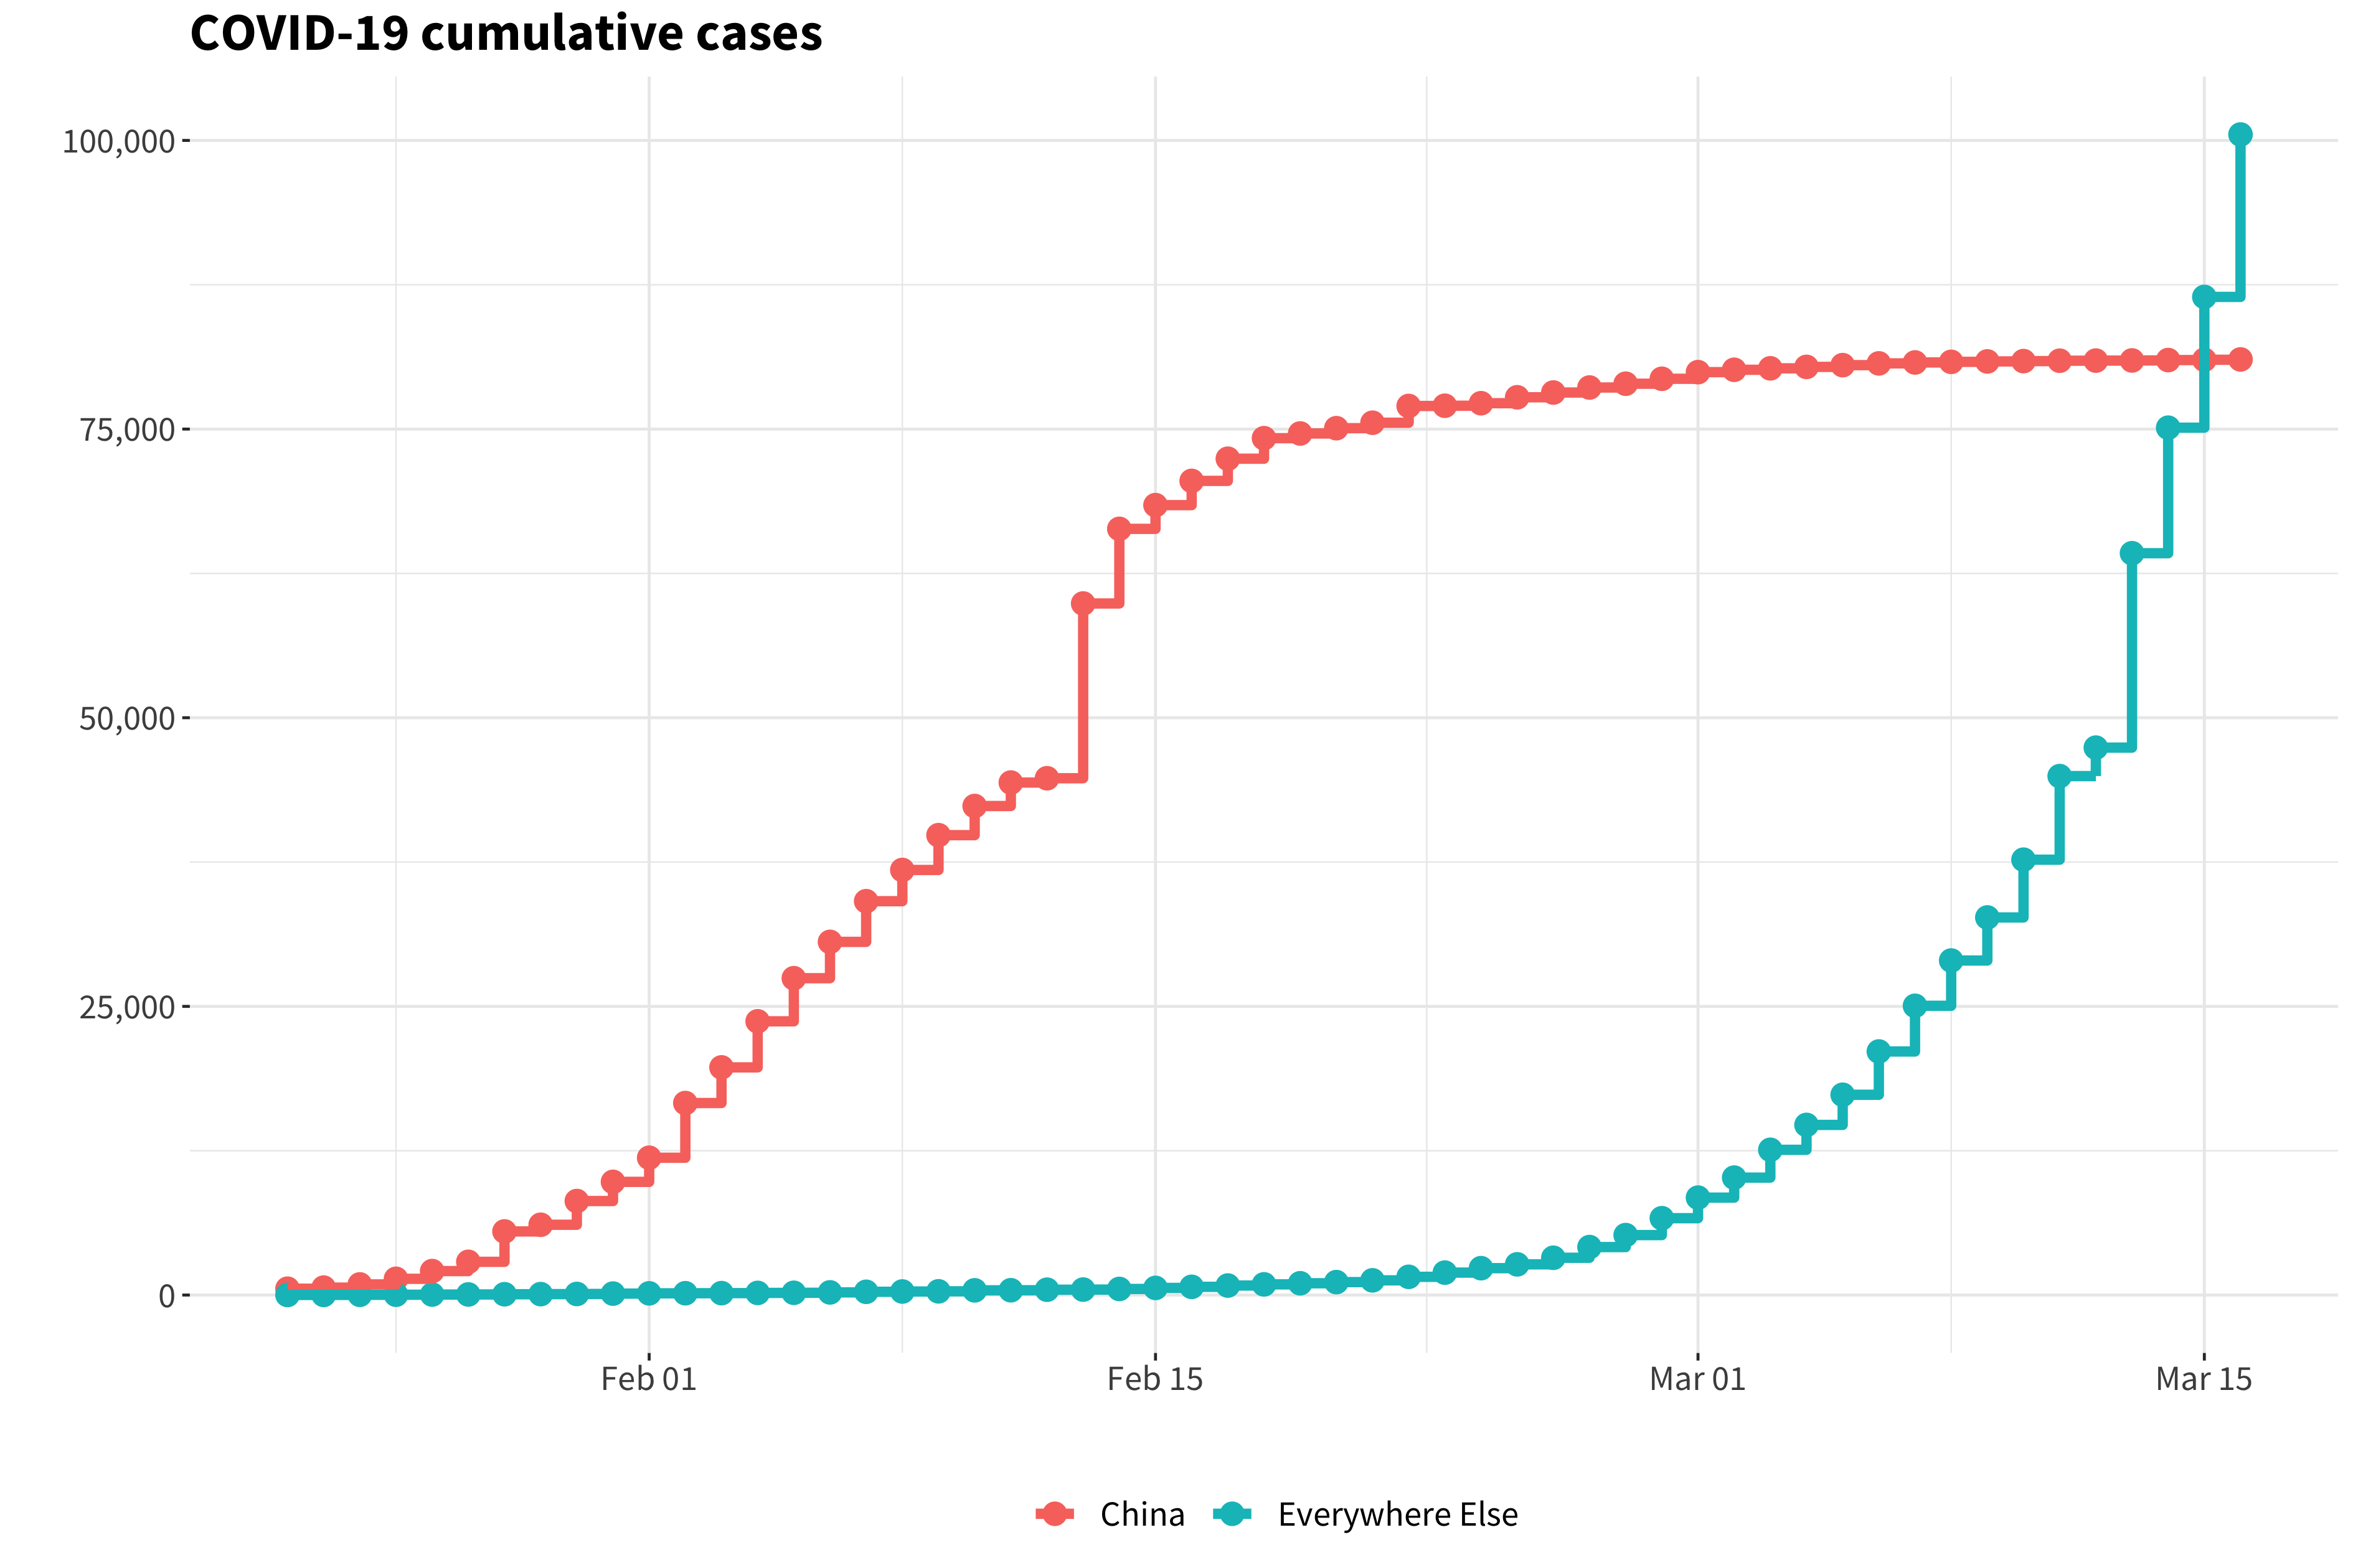 COVID-19 cumulative cases
100,000
75,000
50,000
25,000
0
Feb 01 Feb 15 Mar 01 Mar 15
China Everywhere Else